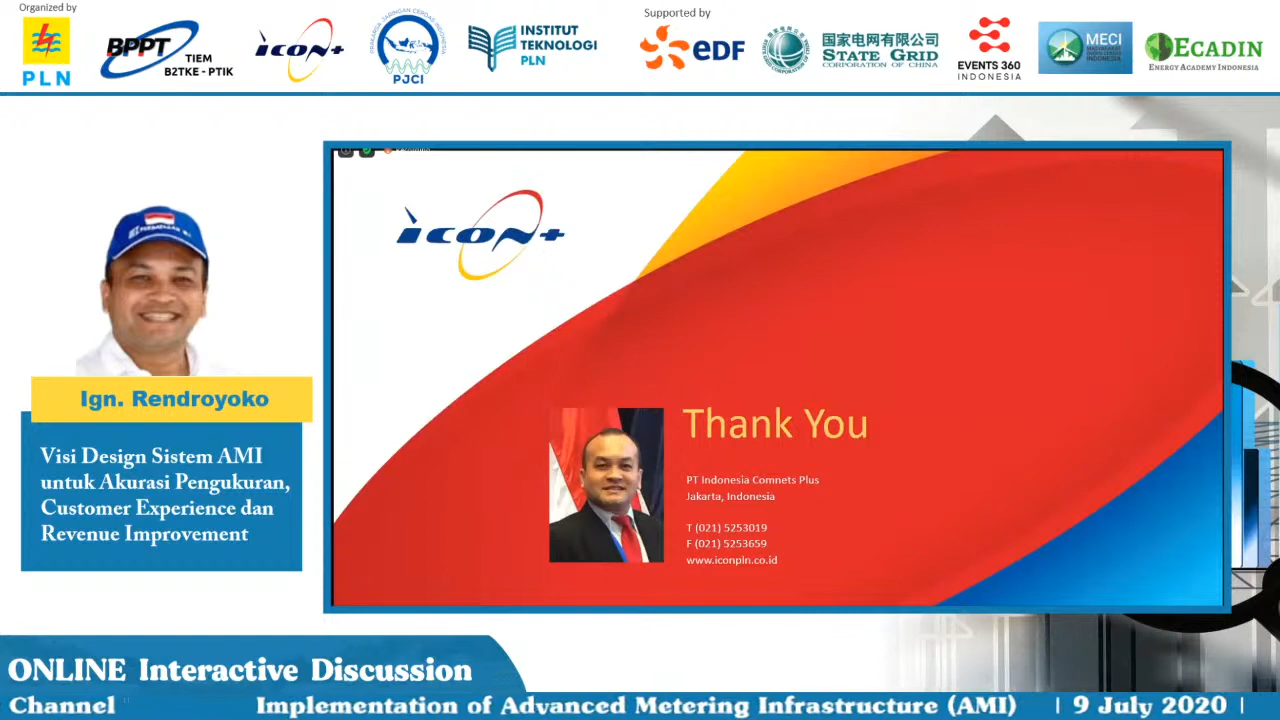 Organized by
PLN
BPPT
TIEM
B2TKE - PTIK
icon+
PRAKARSA JARINGAN CERDAS INDONESIA
PJCI
INSTITUT
TEKNOLOGI
PLN
Supported by
eDF
国家电网有限公司
STATE GRID
CORPORATION OF CHINA
EVENTS 360
INDONESIA
MECI
ECADIN
ENERGY ACADEMY INDONESIA
icon+
Ign. Rendroyoko
Visi Design Sistem AMI
untuk Akurasi Pengukuran,
Customer Experience dan
Revenue Improvement
Thank You
PT Indonesia Comnets Plus
Jakarta, Indonesia
T (021) 5253019
F (021) 5253659
www.iconpln.co.id
ONLINE Interactive Discussion
Channel
Implementation of Advanced Metering Infrastructure (AMI) | 9 July 2020 |